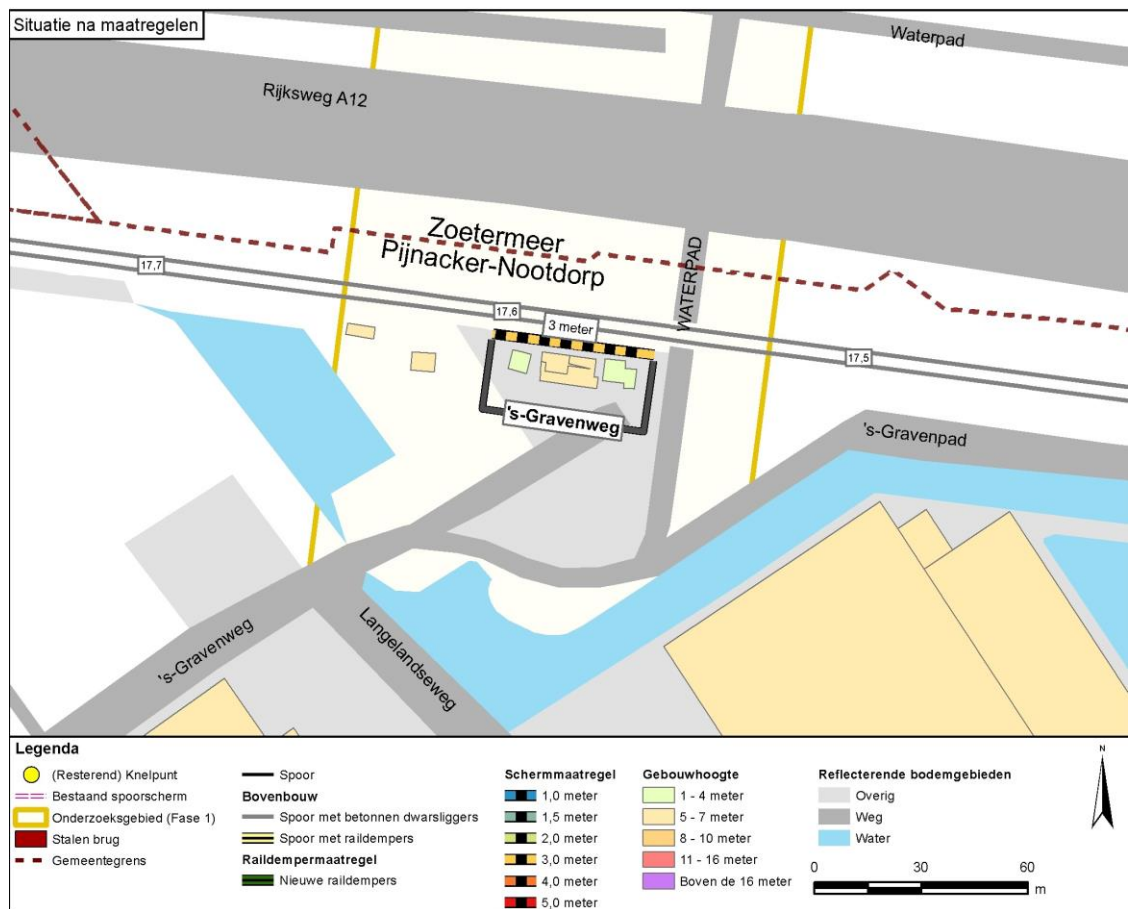 Situatie na maatregelen
Waterpad
Rijksweg A12
Zoetermeer
Pijnacker-Nootdorp
WATERPAD
17,7
17,6
3 meter
17,5
's-Gravenweg
's-Gravenpad
's-Gravenweg
Langelandseweg
Legenda
(Resterend) Knelpunt
Bestaand spoorscherm
Onderzoeksgebied (Fase 1)
Stalen brug
Gemeentegrens
Spoor
Bovenbouw
Spoor met betonnen dwarsliggers
Spoor met raildempers
Raildempermaatregel
Nieuwe raildempers
Schermmaatregel
1,0 meter
1,5 meter
2,0 meter
3,0 meter
4,0 meter
5,0 meter
Gebouwhoogte
1 - 4 meter
5 - 7 meter
8 - 10 meter
11 - 16 meter
Boven de 16 meter
Reflecterende bodemgebieden
Overig
Weg
Water
N
0 30 60
m